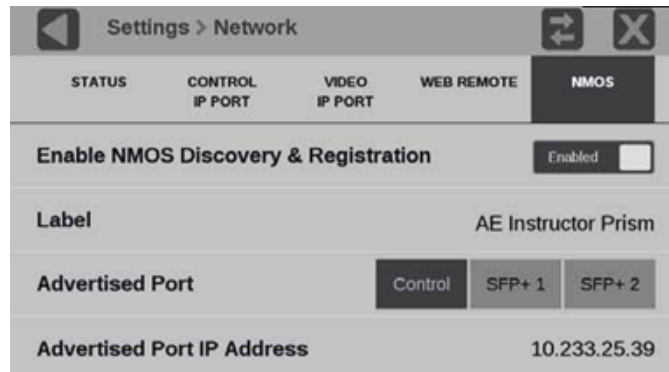 Settings > Network
STATUS
CONTROL IP PORT
VIDEO IP PORT
WEB REMOTE
NMOS
Enable NMOS Discovery & Registration
Enabled
Label
AE Instructor Prism
Advertised Port
Control
SFP+ 1
SFP+ 2
Advertised Port IP Address
10.233.25.39